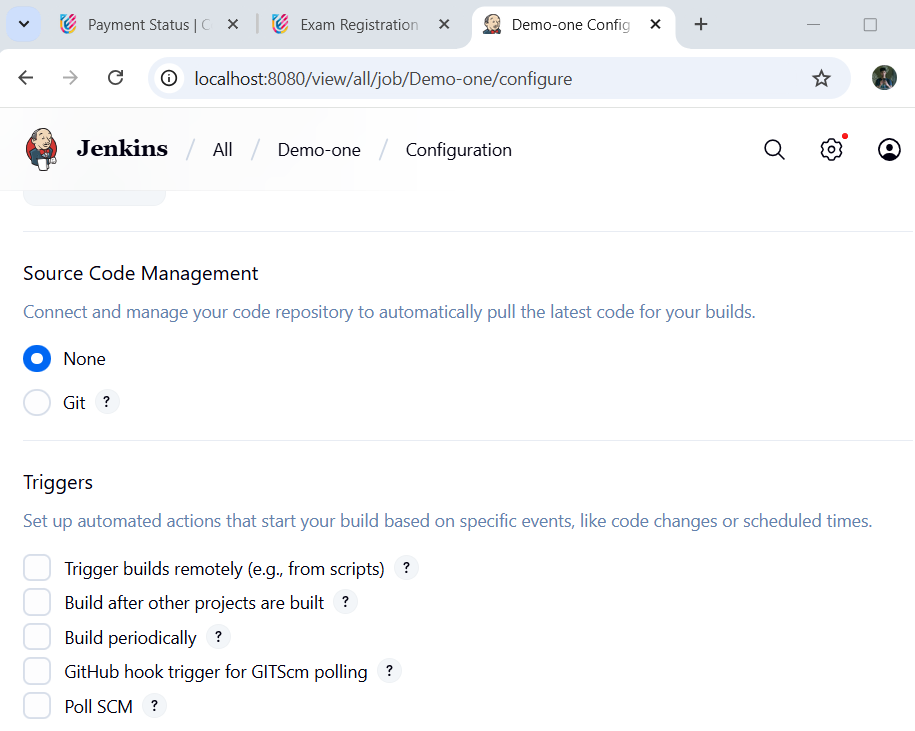 Payment Status | C
Exam Registration
Demo-one Config
localhost:8080/view/all/job/Demo-one/configure
Jenkins / All / Demo-one / Configuration
Source Code Management
Connect and manage your code repository to automatically pull the latest code for your builds.
None
Git ?
Triggers
Set up automated actions that start your build based on specific events, like code changes or scheduled times.
Trigger builds remotely (e.g., from scripts) ?
Build after other projects are built ?
Build periodically ?
GitHub hook trigger for GITScm polling ?
Poll SCM ?